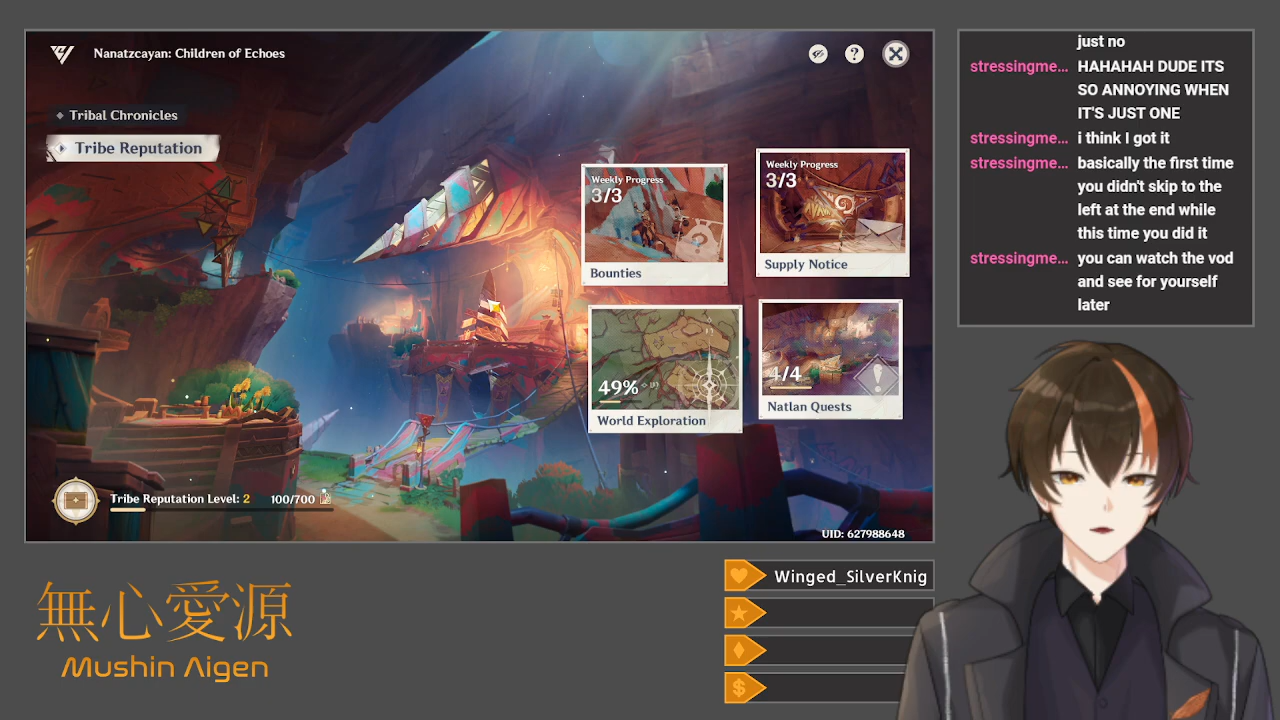 Nanatzcayan: Children of Echoes
?
Tribal Chronicles
Tribe Reputation
Weekly Progress
3/3
Bounties
Weekly Progress
3/3
Supply Notice
49%
World Exploration
4/4
Natlan Quests
Tribe Reputation Level: 2 100/700
UID: 627988648
just no
stressingme... HAHAHAH DUDE ITS
SO ANNOYING WHEN
IT'S JUST ONE
stressingme... i think I got it
stressingme... basically the first time
you didn't skip to the
left at the end while
this time you did it
stressingme... you can watch the vod
and see for yourself
later
無心愛源
Mushin Aigen
Winged_SilverKnig
$